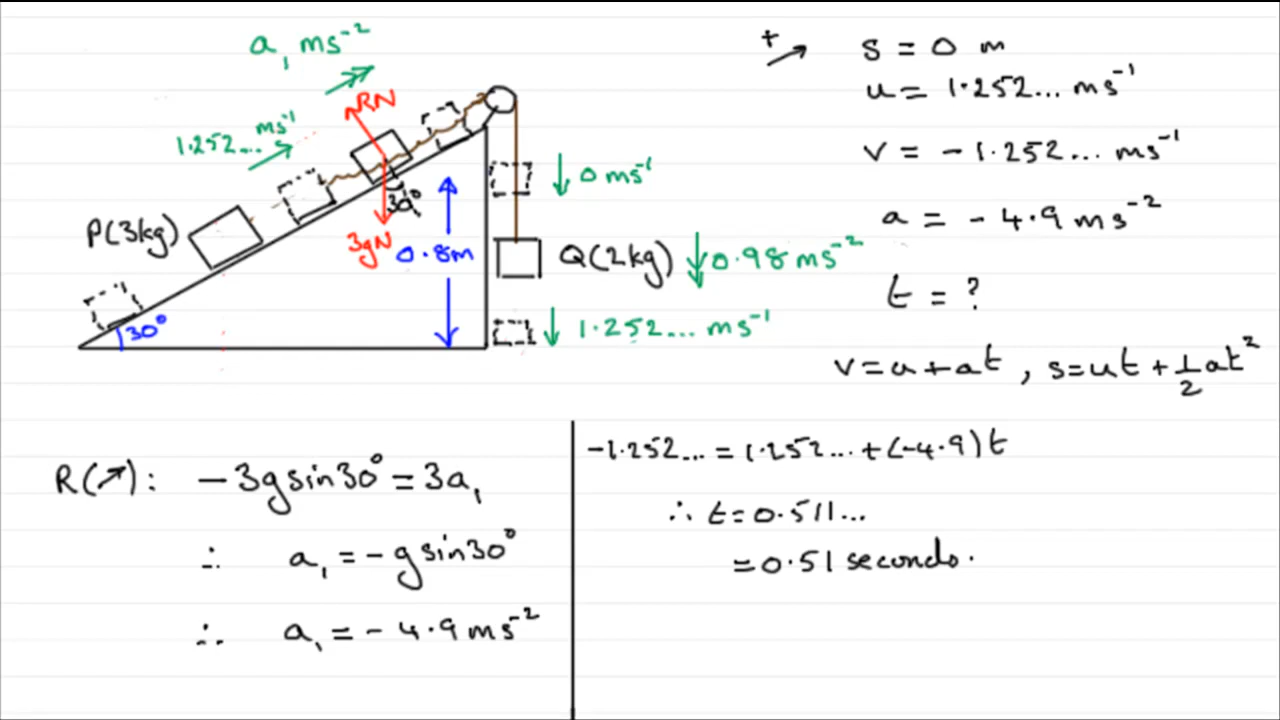 a₁ ms⁻²
1.252... ms⁻¹
RN
30°
3gN
P(3kg)
0.8m
30°
0 ms⁻¹
Q(2kg)
0.98 ms⁻²
1.252... ms⁻¹
+
s = 0 m
u = 1.252... ms⁻¹
v = -1.252... ms⁻¹
a = -4.9 ms⁻²
t = ?
v = u + at, s = ut + 1/2 at²
R(↗): -3g sin30° = 3a₁
∴ a₁ = -g sin30°
∴ a₁ = -4.9 ms⁻²
-1.252... = 1.252... + (-4.9)t
∴ t = 0.511...
= 0.51 seconds.